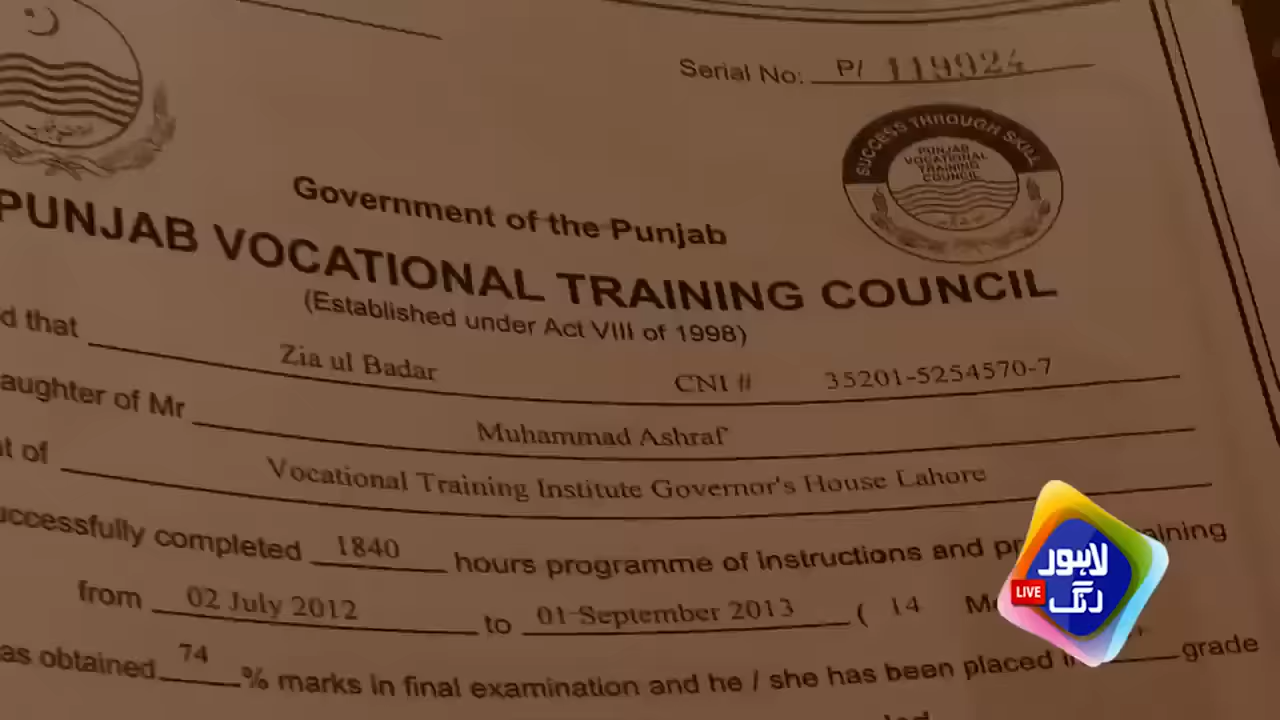 Serial No: P/ 119924
SUCCESS THROUGH SKILL
PUNJAB
VOCATIONAL
TRAINING
COUNCIL
Government of the Punjab
PUNJAB VOCATIONAL TRAINING COUNCIL
(Established under Act VIII of 1998)
d that Zia ul Badar CNI # 35201-5254570-7
aughter of Mr Muhammad Ashraf
t of Vocational Training Institute Governor's House Lahore
uccessfully completed 1840 hours programme of instructions and pr aining
from 02 July 2012 to 01-September 2013 ( 14 M
as obtained 74 % marks in final examination and he / she has been placed grade
لاہور
رنگ
LIVE